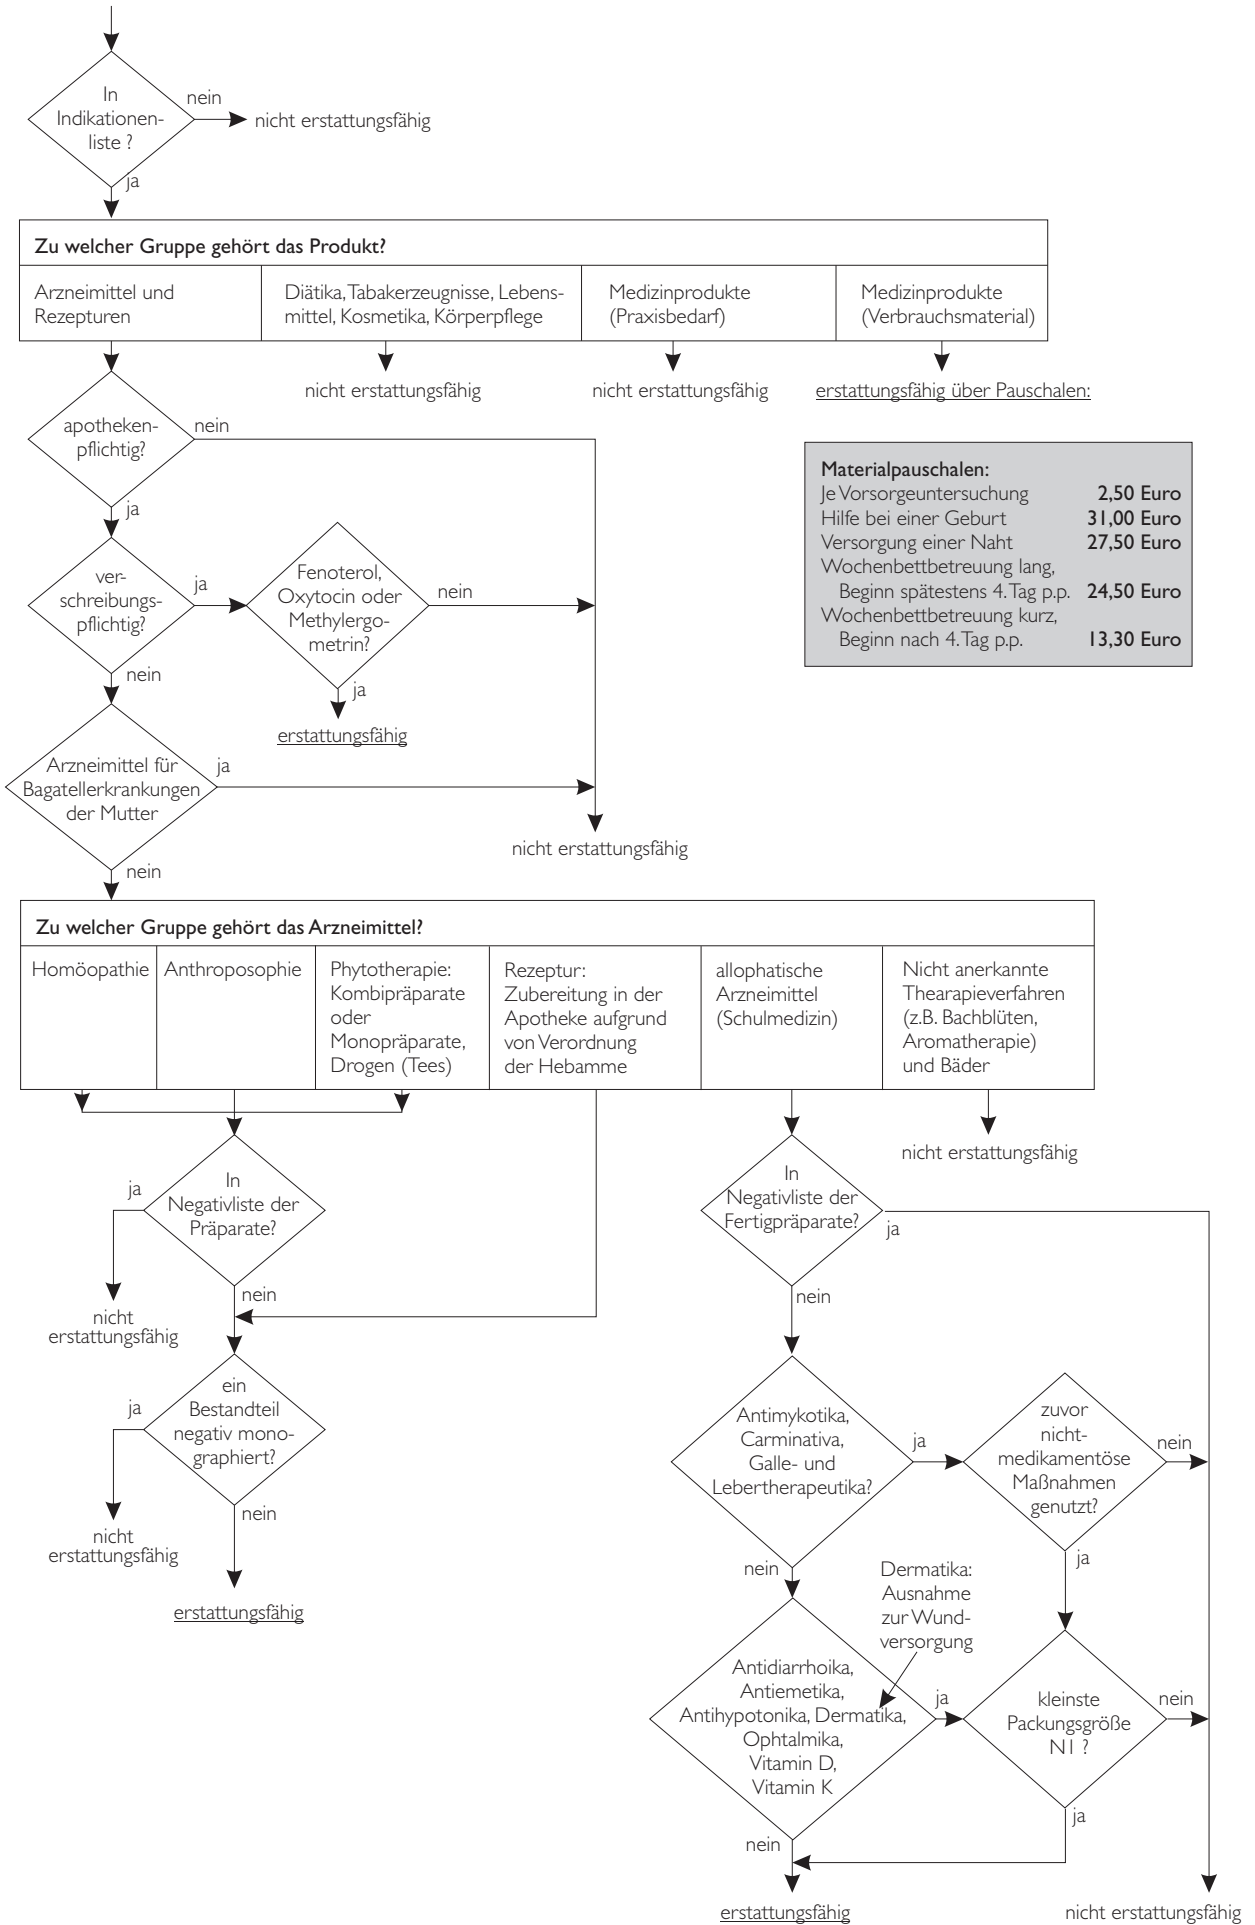 In
Indikationen-
liste ?
nein
nicht erstattungsfähig
ja
Zu welcher Gruppe gehört das Produkt?
Arzneimittel und
Rezepturen
Diätika, Tabakerzeugnisse, Lebens-
mittel, Kosmetika, Körperpflege
Medizinprodukte
(Praxisbedarf)
Medizinprodukte
(Verbrauchsmaterial)
nicht erstattungsfähig
nicht erstattungsfähig
erstattungsfähig über Pauschalen:
apotheken-
pflichtig?
nein
ja
Materialpauschalen:
Je Vorsorgeuntersuchung 2,50 Euro
Hilfe bei einer Geburt 31,00 Euro
Versorgung einer Naht 27,50 Euro
Wochenbettbetreuung lang,
Beginn spätestens 4. Tag p.p. 24,50 Euro
Wochenbettbetreuung kurz,
Beginn nach 4. Tag p.p. 13,30 Euro
ver-
schreibungs-
pflichtig?
ja
Fenoterol,
Oxytocin oder
Methylergo-
metrin?
nein
ja
erstattungsfähig
nein
Arzneimittel für
Bagatellerkrankungen
der Mutter
ja
nicht erstattungsfähig
nein
Zu welcher Gruppe gehört das Arzneimittel?
Homöopathie
Anthroposophie
Phytotherapie:
Kombipräparate
oder
Monopräparate,
Drogen (Tees)
Rezeptur:
Zubereitung in der
Apotheke aufgrund
von Verordnung
der Hebamme
allophatische
Arzneimittel
(Schulmedizin)
Nicht anerkannte
Thearapieverfahren
(z.B. Bachblüten,
Aromatherapie)
und Bäder
nicht erstattungsfähig
In
Negativliste der
Präparate?
ja
nicht
erstattungsfähig
nein
ein
Bestandteil
negativ mono-
graphiert?
ja
nicht
erstattungsfähig
nein
erstattungsfähig
In
Negativliste der
Fertigpräparate?
ja
nein
Antimykotika,
Carminativa,
Galle- und
Lebertherapeutika?
ja
zuvor
nicht-
medikamentöse
Maßnahmen
genutzt?
nein
ja
nein
Dermatika:
Ausnahme
zur Wund-
versorgung
Antidiarrhoika,
Antiemetika,
Antihypotonika, Dermatika,
Ophtalmika,
Vitamin D,
Vitamin K
ja
kleinste
Packungsgröße
N1 ?
nein
ja
nein
erstattungsfähig
nicht erstattungsfähig